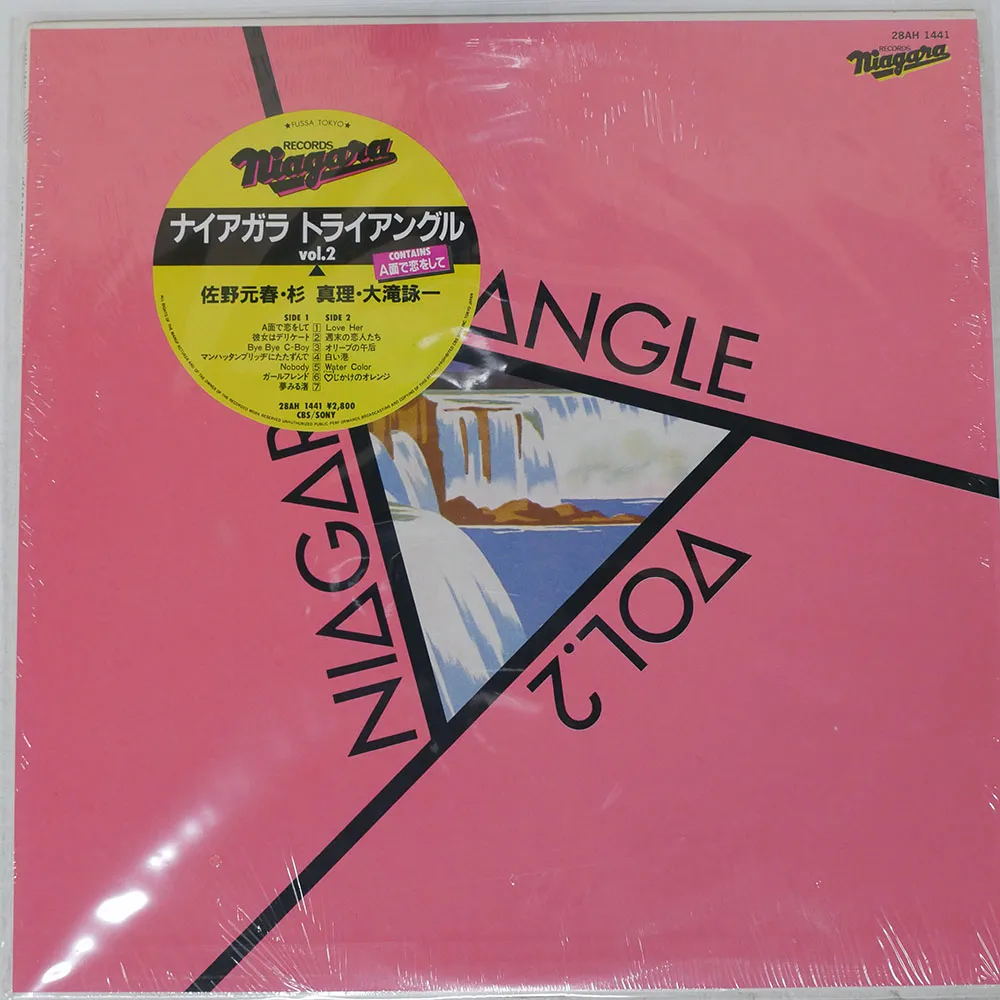 28AH 1441
RECORDS
Niagara
★FUSSA TOKYO★
RECORDS
Niagara
ナイアガラ トライアングル
vol.2
CONTAINS
A面で恋をして
佐野元春・杉 真理・大滝詠一
SIDE 1 SIDE 2
A面で恋をして 1 Love Her
彼女はデリケート 2 週末の恋人たち
Bye Bye C-Boy 3 オリーブの午後
マンハッタンブリッヂにたたずんで 4 白い港
Nobody 5 Water Color
ガールフレンド 6 ♡じかけのオレンジ
夢みる渚 7
28AH 1441 ¥2,800
CBS/SONY
NIAGAR
ANGLE
VOL.2